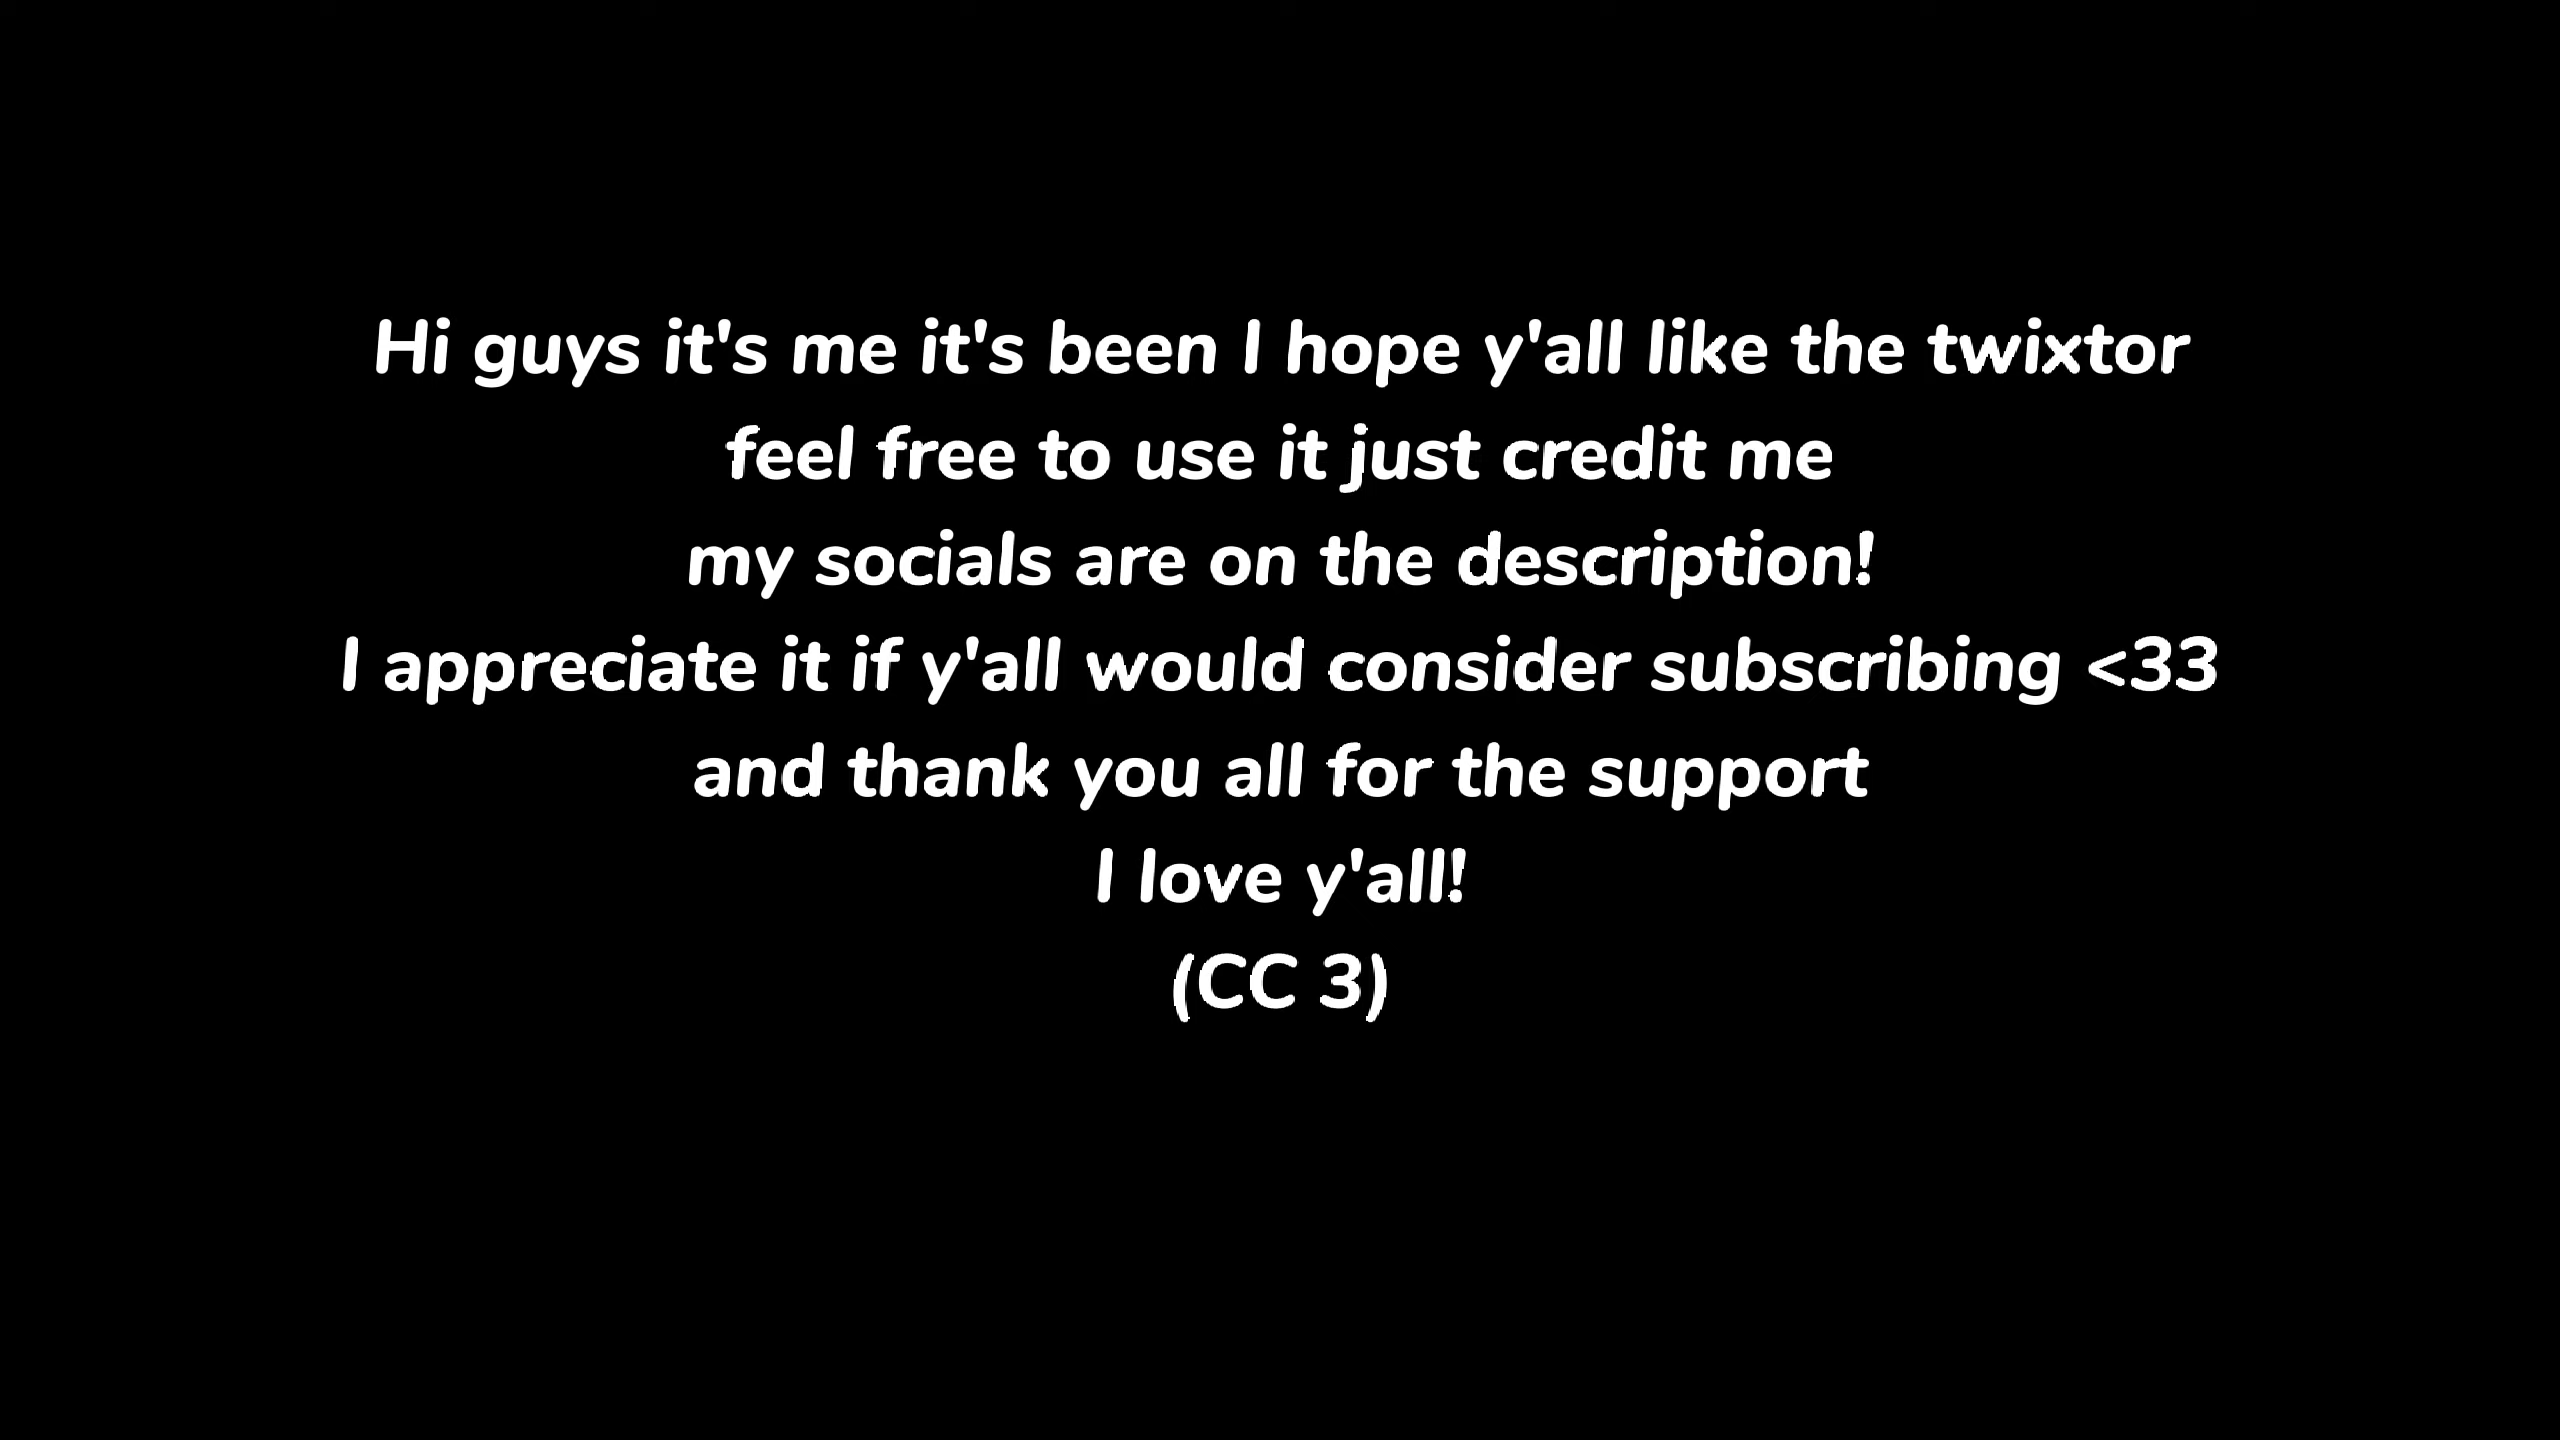 Hi guys it's me it's been I hope y'all like the twixtor
feel free to use it just credit me
my socials are on the description!
I appreciate it if y'all would consider subscribing <33
and thank you all for the support
I love y'all!
(CC 3)